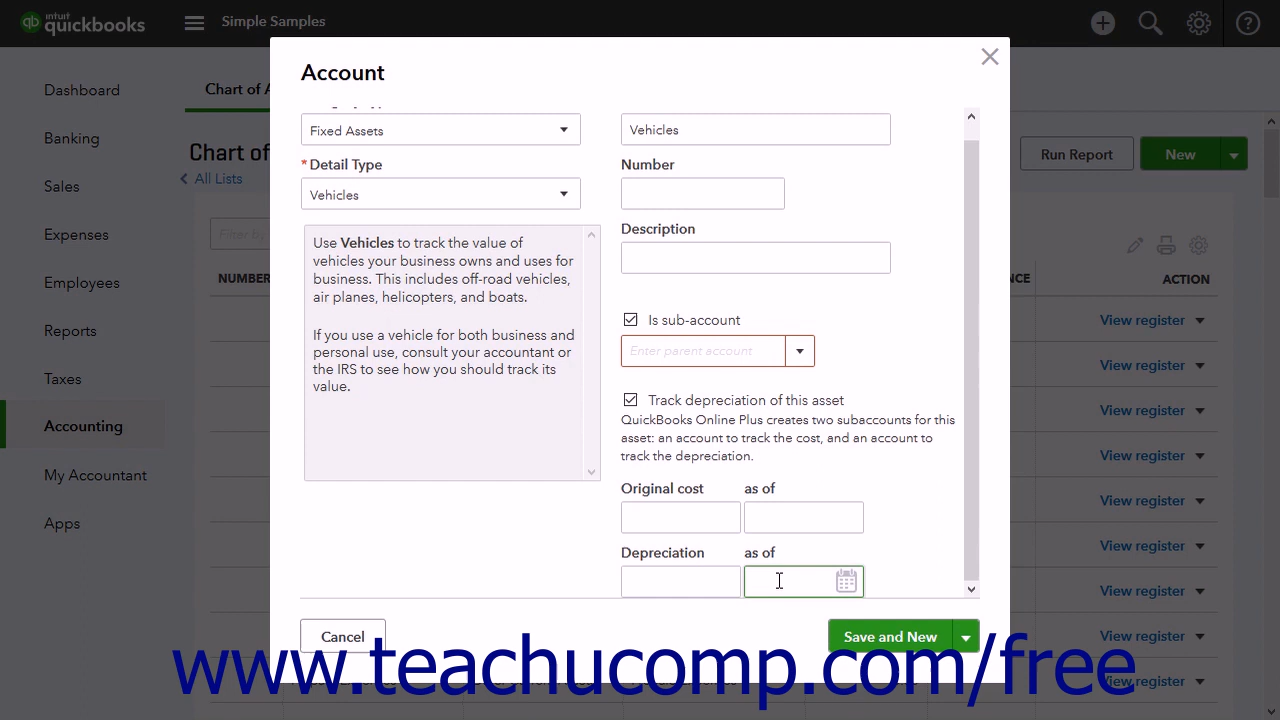 intuit
quickbooks
Simple Samples
Dashboard
Banking
Sales
Expenses
Employees
Reports
Taxes
Accounting
My Accountant
Apps
Chart of A
Chart of
All Lists
Run Report
New
Filter by
NUMBER
NCE
ACTION
View register
View register
View register
View register
View register
View register
View register
View register
View register
Account
Fixed Assets
Vehicles
* Detail Type
Number
Vehicles
Description
Use Vehicles to track the value of
vehicles your business owns and uses for
business. This includes off-road vehicles,
air planes, helicopters, and boats.
If you use a vehicle for both business and
personal use, consult your accountant or
the IRS to see how you should track its
value.
Is sub-account
Enter parent account
Track depreciation of this asset
QuickBooks Online Plus creates two subaccounts for this
asset: an account to track the cost, and an account to
track the depreciation.
Original cost as of
Depreciation as of
Cancel
Save and New
www.teachucomp.com/free